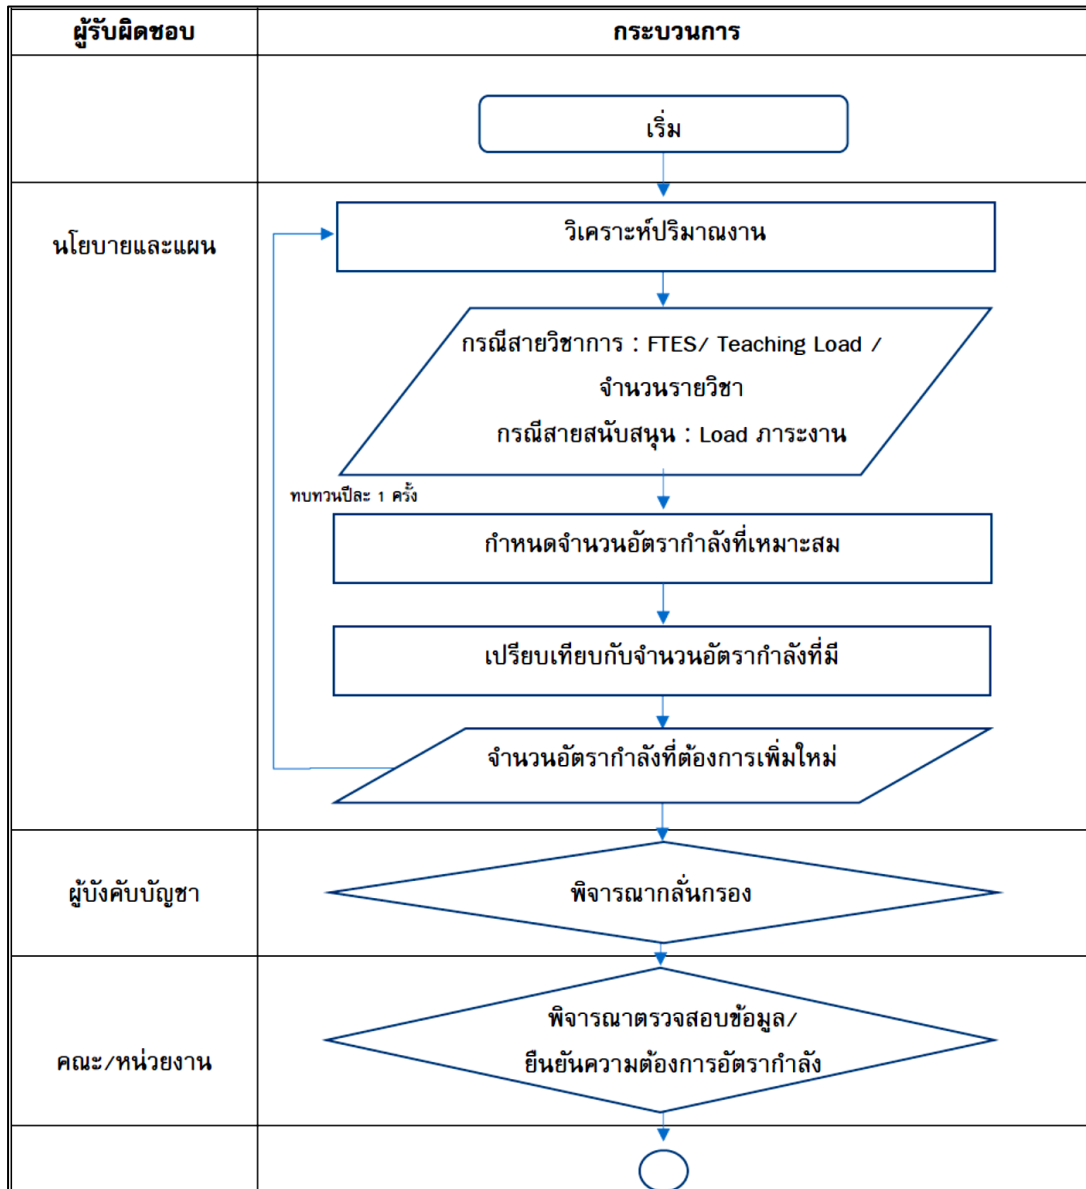 ผู้รับผิดชอบ
กระบวนการ
เริ่ม
นโยบายและแผน
วิเคราะห์ปริมาณงาน
กรณีสายวิชาการ : FTES/ Teaching Load /
จำนวนรายวิชา
กรณีสายสนับสนุน : Load ภาระงาน
ทบทวนปีละ 1 ครั้ง
กำหนดจำนวนอัตรากำลังที่เหมาะสม
เปรียบเทียบกับจำนวนอัตรากำลังที่มี
จำนวนอัตรากำลังที่ต้องการเพิ่มใหม่
ผู้บังคับบัญชา
พิจารณากลั่นกรอง
คณะ/หน่วยงาน
พิจารณาตรวจสอบข้อมูล/
ยืนยันความต้องการอัตรากำลัง